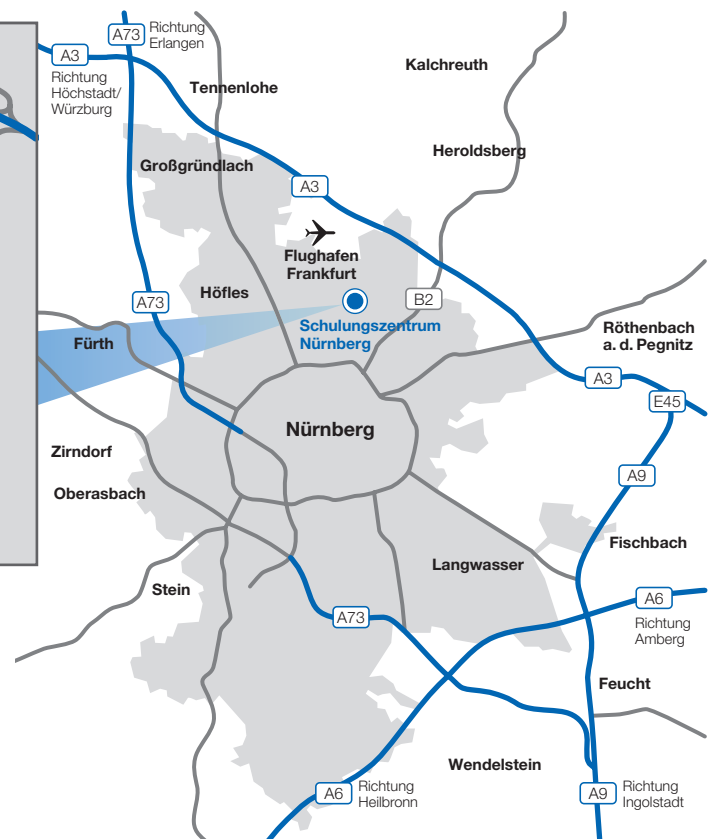 A73
Richtung
Erlangen
A3
Richtung
Höchstadt/
Würzburg
Tennenlohe
Kalchreuth
Heroldsberg
Großgründlach
A3
Flughafen
Frankfurt
Höfles
A73
B2
Schulungszentrum
Nürnberg
Fürth
Röthenbach
a. d. Pegnitz
A3
E45
Nürnberg
Zirndorf
A9
Oberasbach
Fischbach
Langwasser
Stein
A6
Richtung
Amberg
A73
Feucht
Wendelstein
A6
Richtung
Heilbronn
A9
Richtung
Ingolstadt